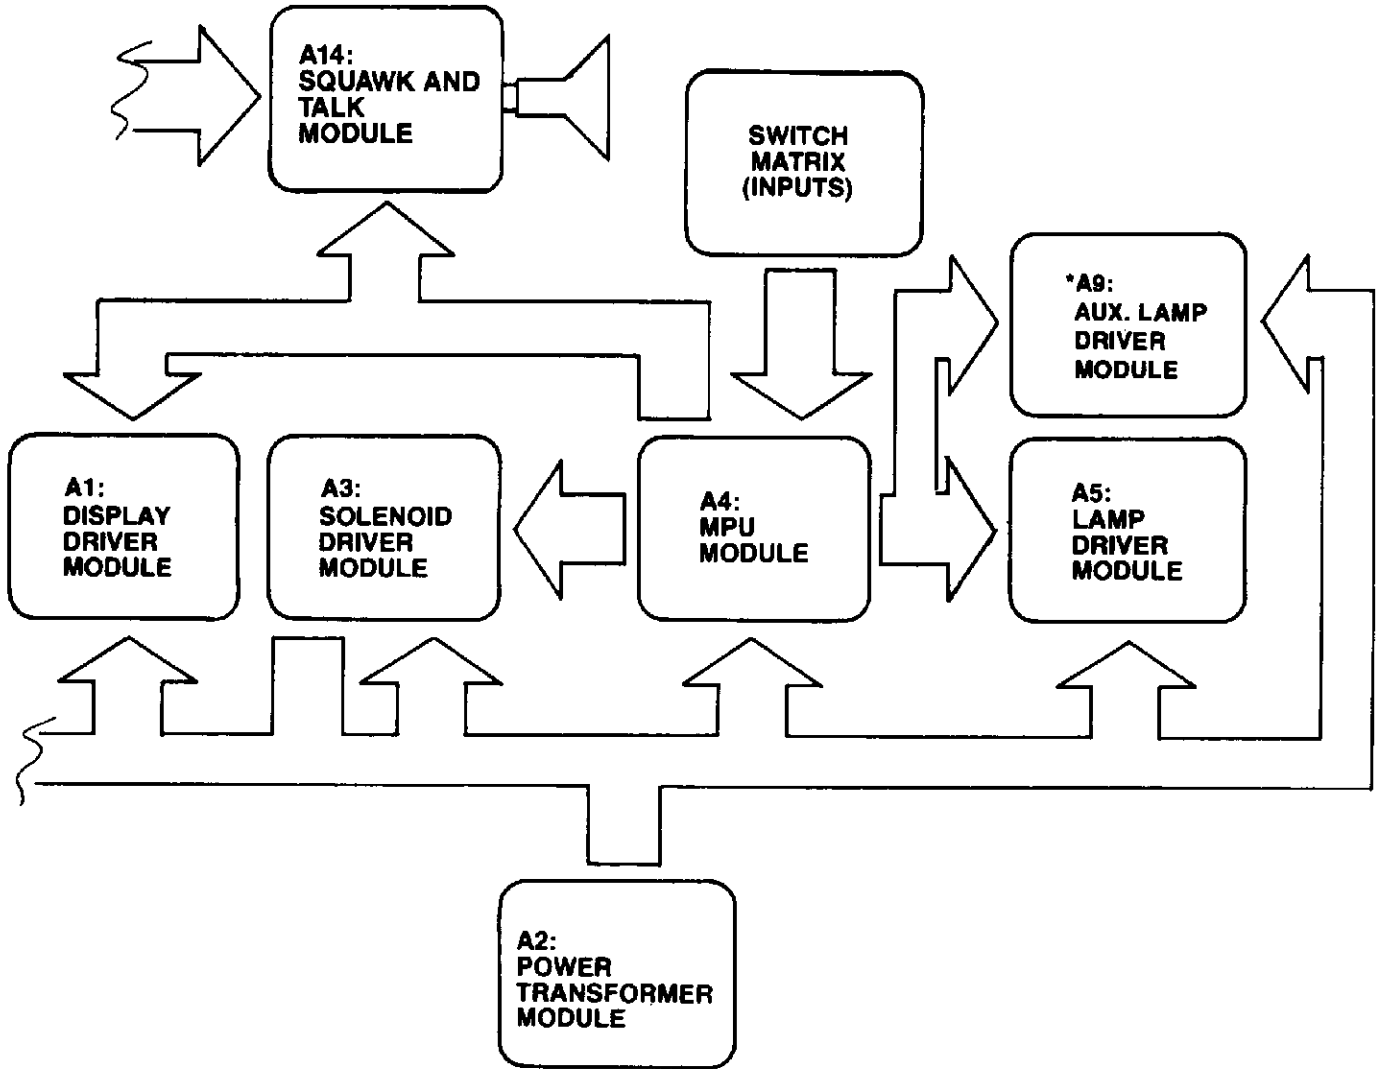 A14:
SQUAWK AND
TALK
MODULE
SWITCH
MATRIX
(INPUTS)
*A9:
AUX. LAMP
DRIVER
MODULE
A1:
DISPLAY
DRIVER
MODULE
A3:
SOLENOID
DRIVER
MODULE
A4:
MPU
MODULE
A5:
LAMP
DRIVER
MODULE
A2:
POWER
TRANSFORMER
MODULE